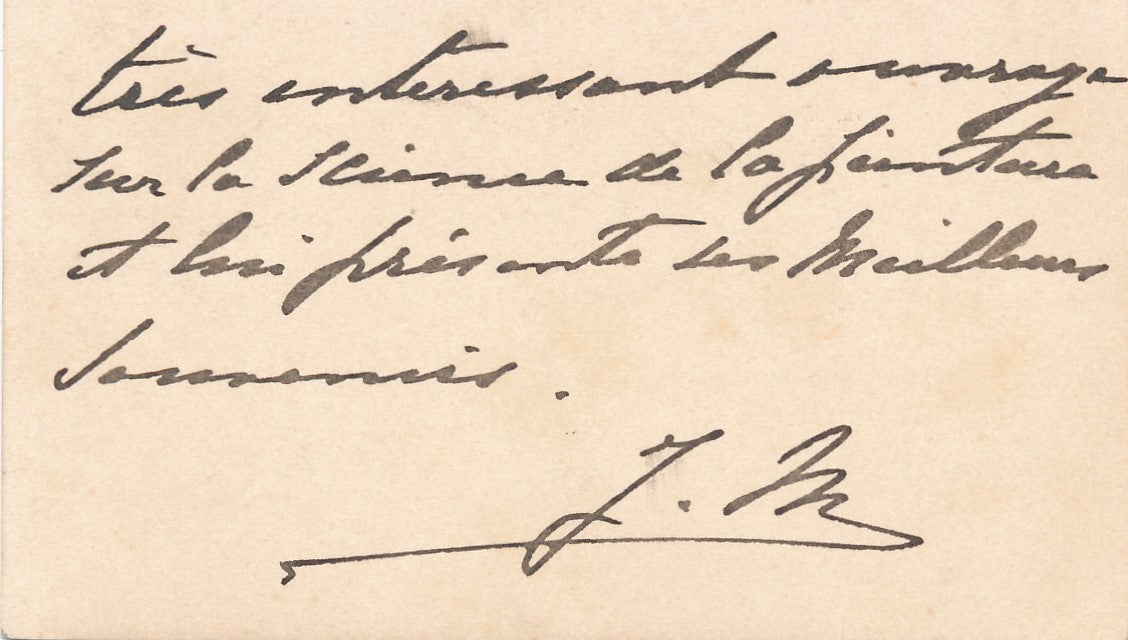 très intéressant ouvrage
sur la Science de la peinture
et lui présente ses Meilleurs
Souvenirs.
J. M